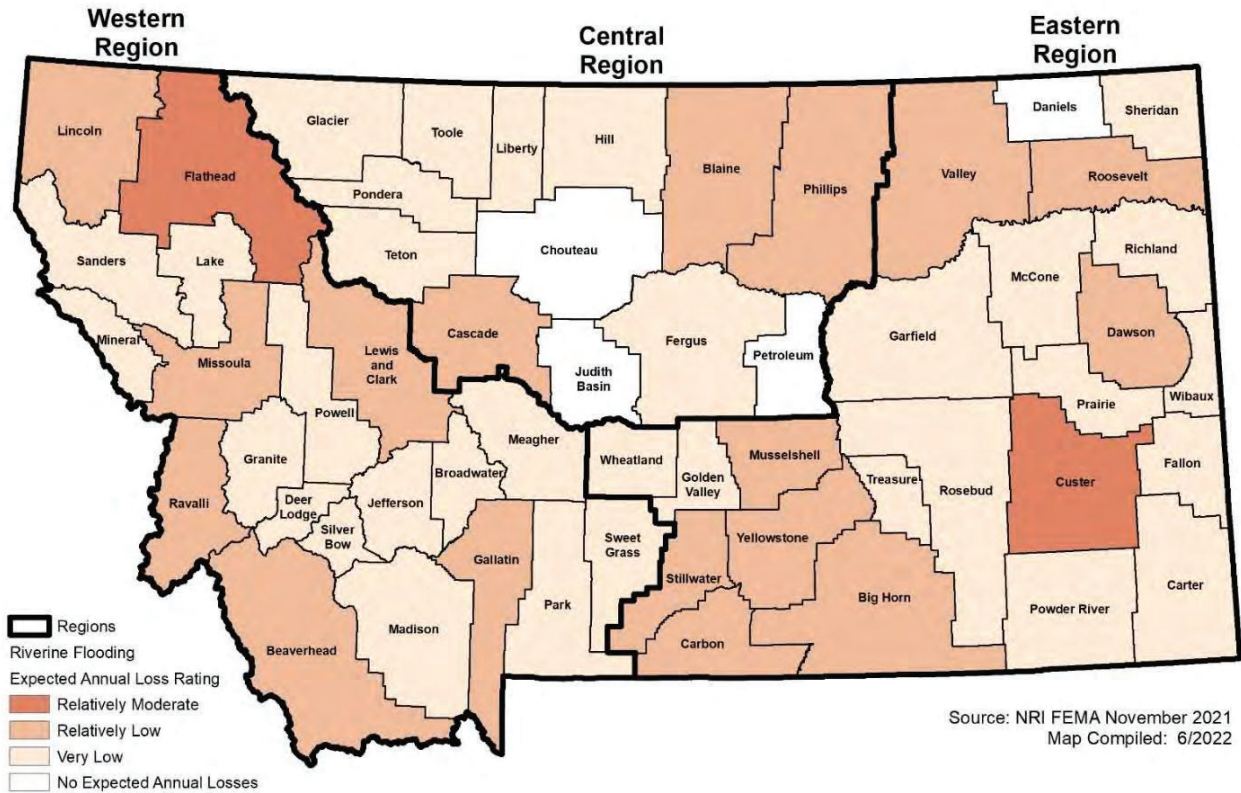 Western
Region
Central
Region
Eastern
Region
Lincoln
Flathead
Glacier
Toole
Liberty
Hill
Blaine
Phillips
Valley
Daniels
Sheridan
Roosevelt
Pondera
Chouteau
Teton
Sanders
Lake
Richland
McCone
Mineral
Missoula
Lewis
and
Clark
Cascade
Judith
Basin
Fergus
Petroleum
Garfield
Dawson
Prairie
Wibaux
Powell
Granite
Meagher
Broadwater
Wheatland
Golden
Valley
Musselshell
Treasure
Rosebud
Custer
Fallon
Ravalli
Deer
Lodge
Silver
Bow
Jefferson
Gallatin
Sweet
Grass
Park
Stillwater
Yellowstone
Big Horn
Carbon
Powder River
Carter
Beaverhead
Madison
Regions
Riverine Flooding
Expected Annual Loss Rating
Relatively Moderate
Relatively Low
Very Low
No Expected Annual Losses
Source: NRI FEMA November 2021
Map Compiled: 6/2022